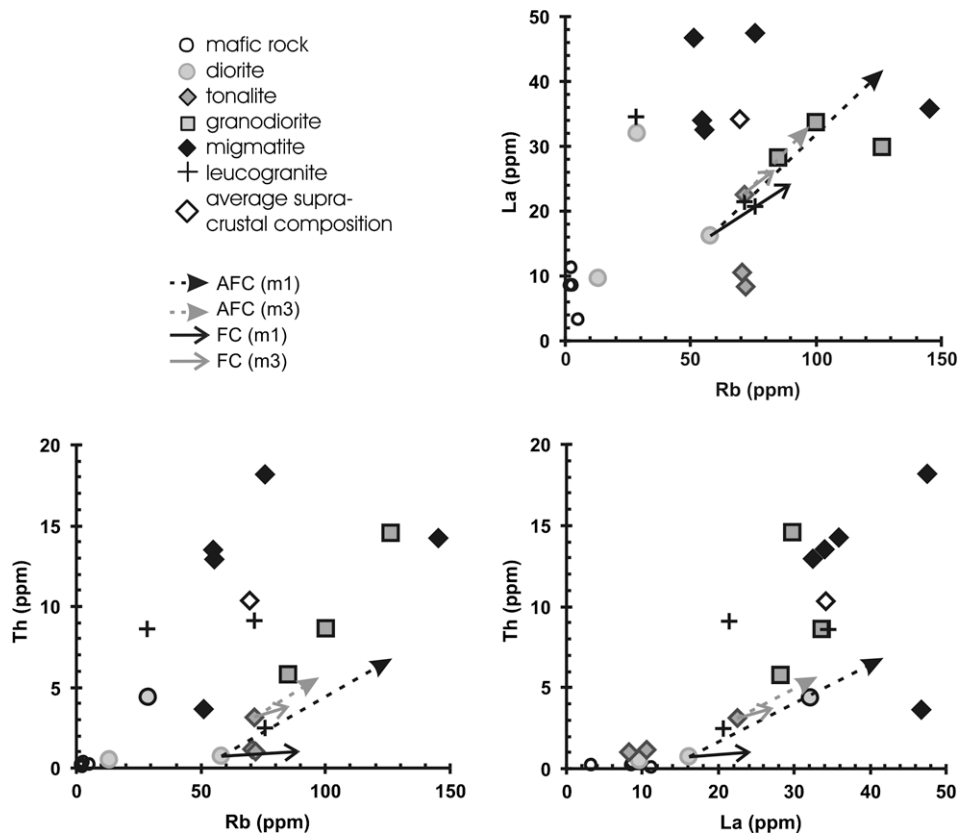 mafic rock
diorite
tonalite
granodiorite
migmatite
leucogranite
average supra-
crustal composition
AFC (m1)
AFC (m3)
FC (m1)
FC (m3)
50
40
30
20
10
0
La (ppm)
0 50 100 150
Rb (ppm)
20
15
10
5
0
Th (ppm)
0 50 100 150
Rb (ppm)
20
15
10
5
0
Th (ppm)
0 10 20 30 40 50
La (ppm)